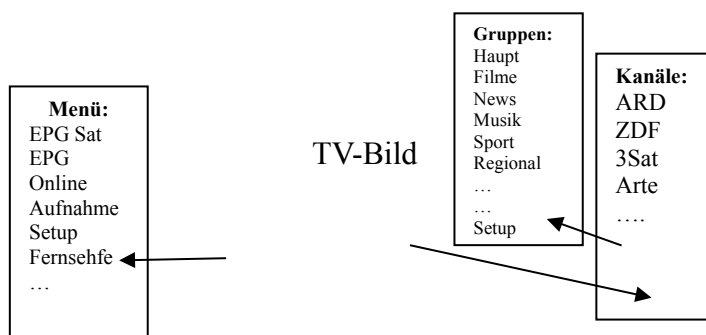 Menü:
EPG Sat
EPG
Online
Aufnahme
Setup
Fernsehfe
…
TV-Bild
Gruppen:
Haupt
Filme
News
Musik
Sport
Regional
…
…
Setup
Kanäle:
ARD
ZDF
3Sat
Arte
….